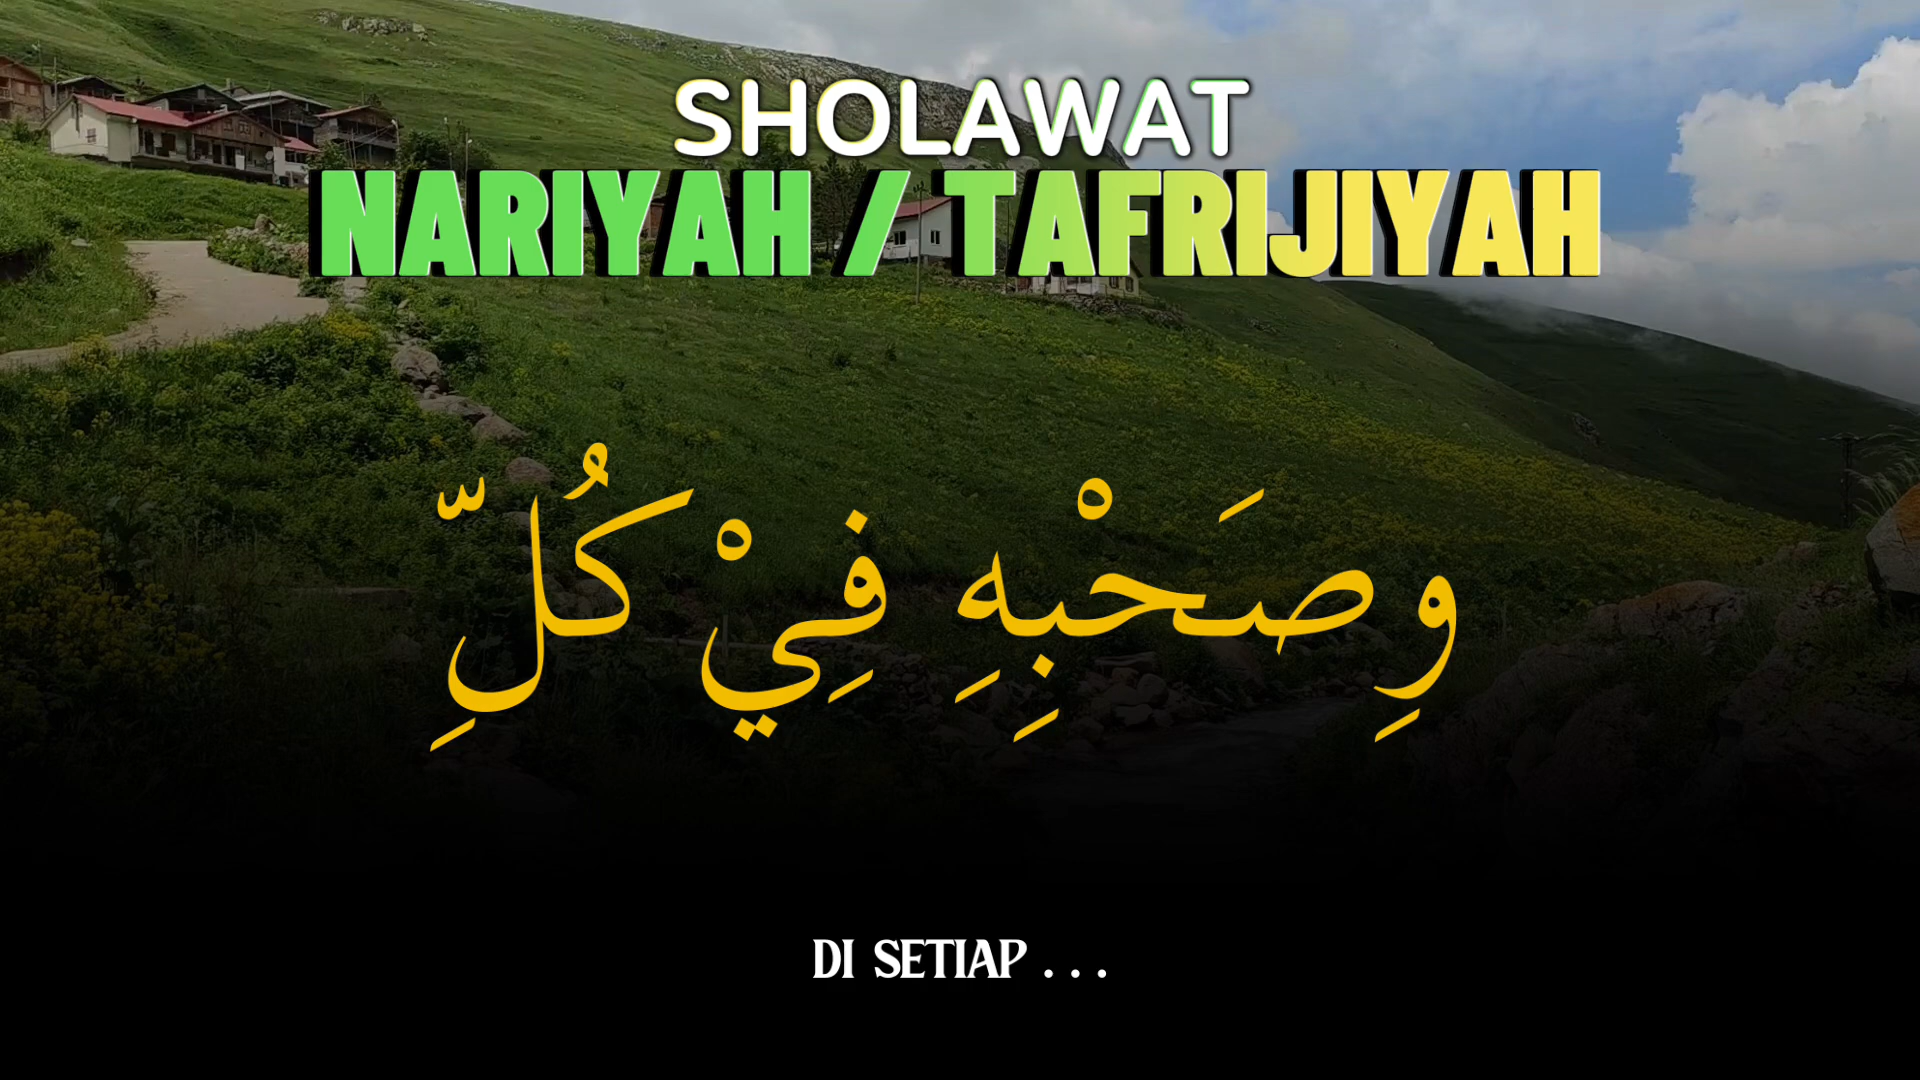 SHOLAWAT
NARIYAH / TAFRIJIYAH
وِصَحْبِهِ فِيْ كُلِّ
DI SETIAP . . .